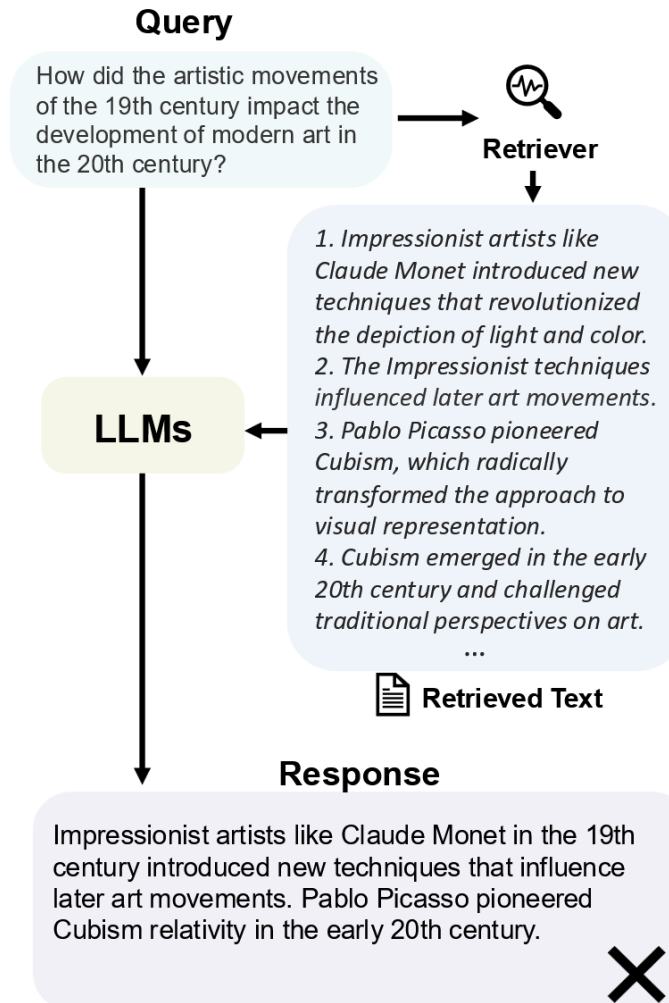 Query
How did the artistic movements
of the 19th century impact the
development of modern art in
the 20th century?
Retriever
1. Impressionist artists like
Claude Monet introduced new
techniques that revolutionized
the depiction of light and color.
2. The Impressionist techniques
influenced later art movements.
3. Pablo Picasso pioneered
Cubism, which radically
transformed the approach to
visual representation.
4. Cubism emerged in the early
20th century and challenged
traditional perspectives on art.
...
LLMs
Retrieved Text
Response
Impressionist artists like Claude Monet in the 19th
century introduced new techniques that influence
later art movements. Pablo Picasso pioneered
Cubism relativity in the early 20th century.